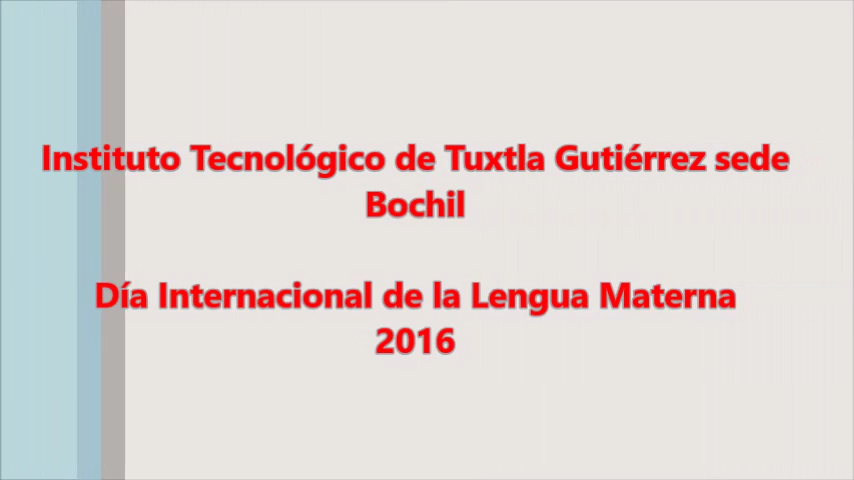 Instituto Tecnológico de Tuxtla Gutiérrez sede
Bochil
Día Internacional de la Lengua Materna
2016